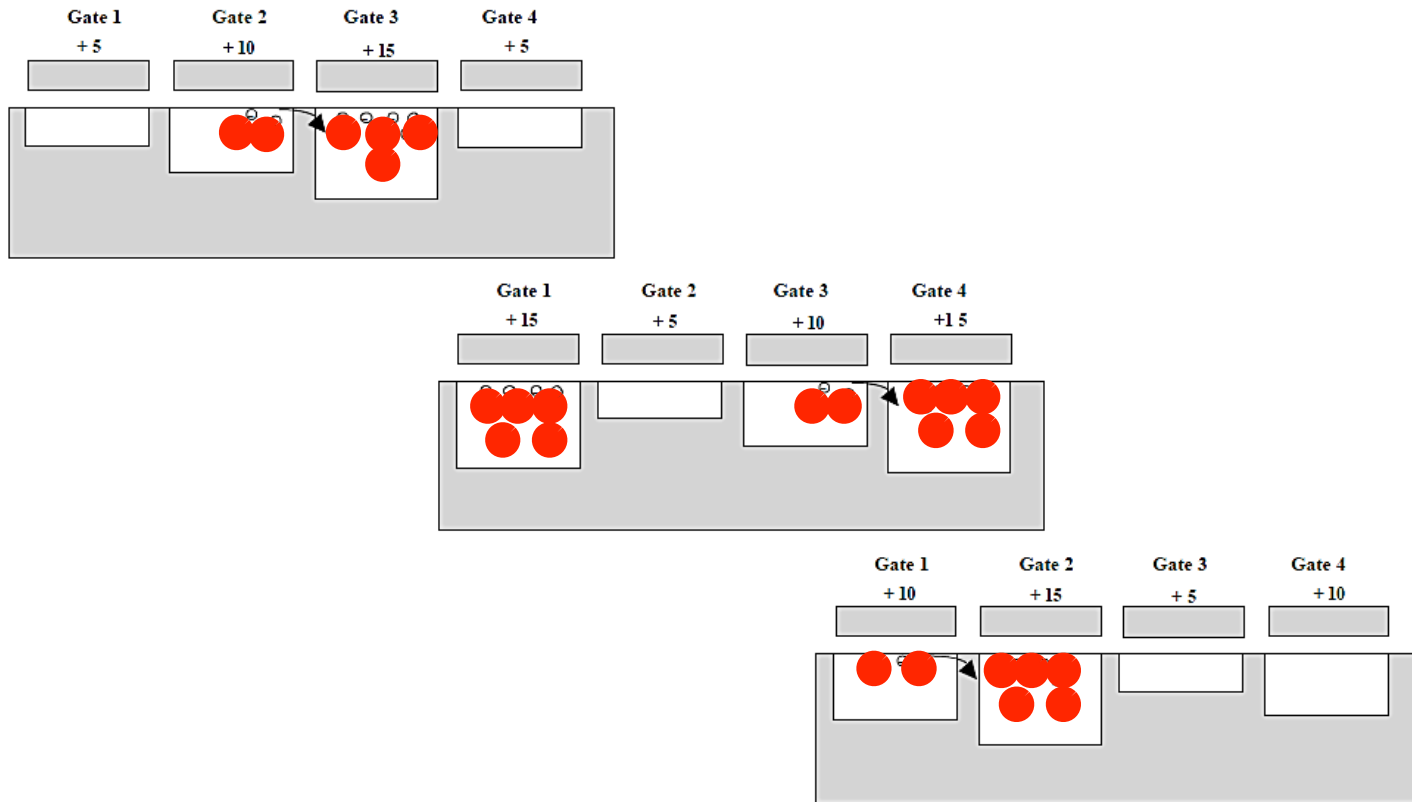 Gate 1 Gate 2 Gate 3 Gate 4
+ 5 + 10 + 15 + 5
Gate 1 Gate 2 Gate 3 Gate 4
+ 15 + 5 + 10 +1 5
Gate 1 Gate 2 Gate 3 Gate 4
+ 10 + 15 + 5 + 10